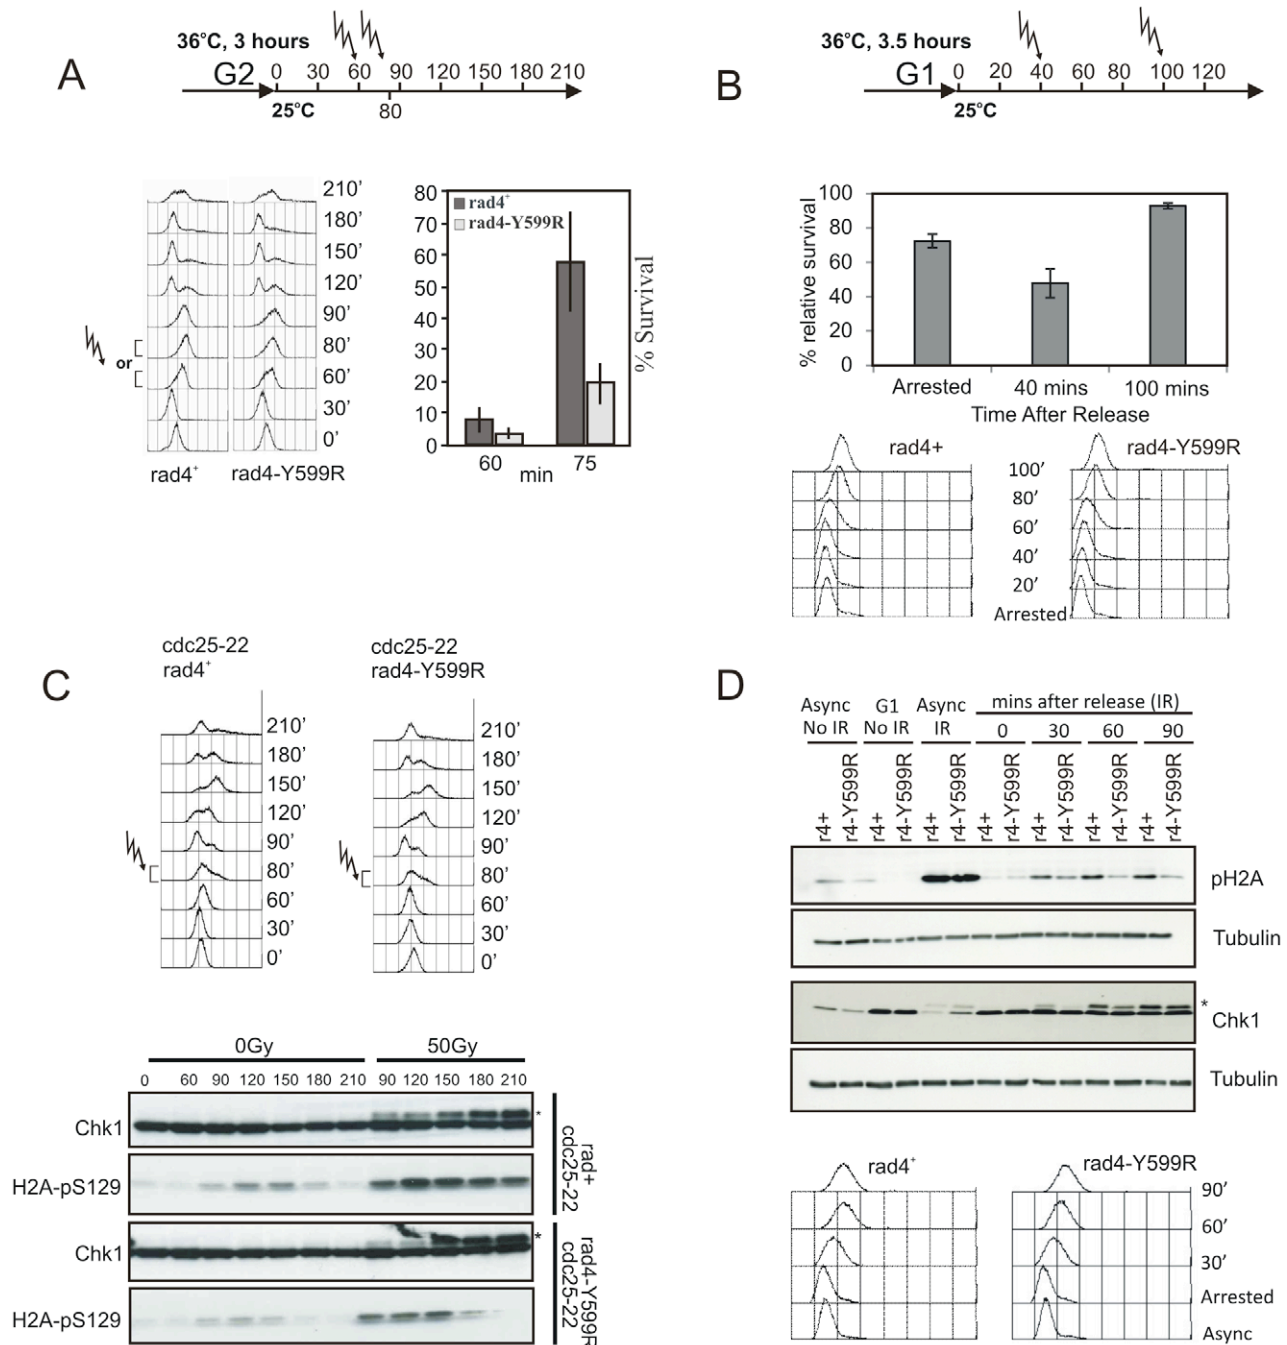 A
36°C, 3 hours
G2
0 30 60 90 120 150 180 210
25°C
80
210'
180'
150'
120'
90'
80'
or
60'
30'
0'
rad4+
rad4-Y599R
80
70
60
50
40
30
20
10
0
rad4+
rad4-Y599R
% Survival
60
75
min
B
36°C, 3.5 hours
G1
0 20 40 60 80 100 120
25°C
100
80
60
40
20
0
% relative survival
Arrested
40 mins
100 mins
Time After Release
rad4+
rad4-Y599R
100'
80'
60'
40'
20'
Arrested
C
cdc25-22
rad4+
cdc25-22
rad4-Y599R
210'
180'
150'
120'
90'
80'
60'
30'
0'
210'
180'
150'
120'
90'
80'
60'
30'
0'
0Gy
50Gy
0 60 90 120 150 180 210 90 120 150 180 210
Chk1
*
H2A-pS129
rad+
cdc25-22
Chk1
*
H2A-pS129
rad4-Y599R
cdc25-22
D
Async
No IR
G1
No IR
Async
IR
mins after release (IR)
0 30 60 90
r4+
r4-Y599R
r4+
r4-Y599R
r4+
r4-Y599R
r4+
r4-Y599R
r4+
r4-Y599R
r4+
r4-Y599R
r4+
r4-Y599R
pH2A
Tubulin
*
Chk1
Tubulin
rad4+
rad4-Y599R
90'
60'
30'
Arrested
Async